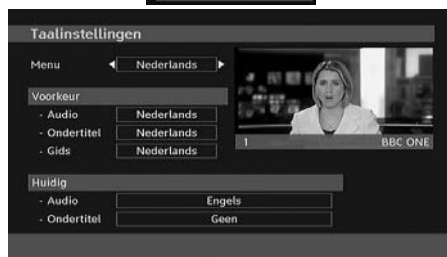 Taalinstellingen
Menu Nederlands
Voorkeur
- Audio Nederlands
- Ondertitel Nederlands
- Gids Nederlands
1 BBC ONE
Huidig
- Audio Engels
- Ondertitel Geen